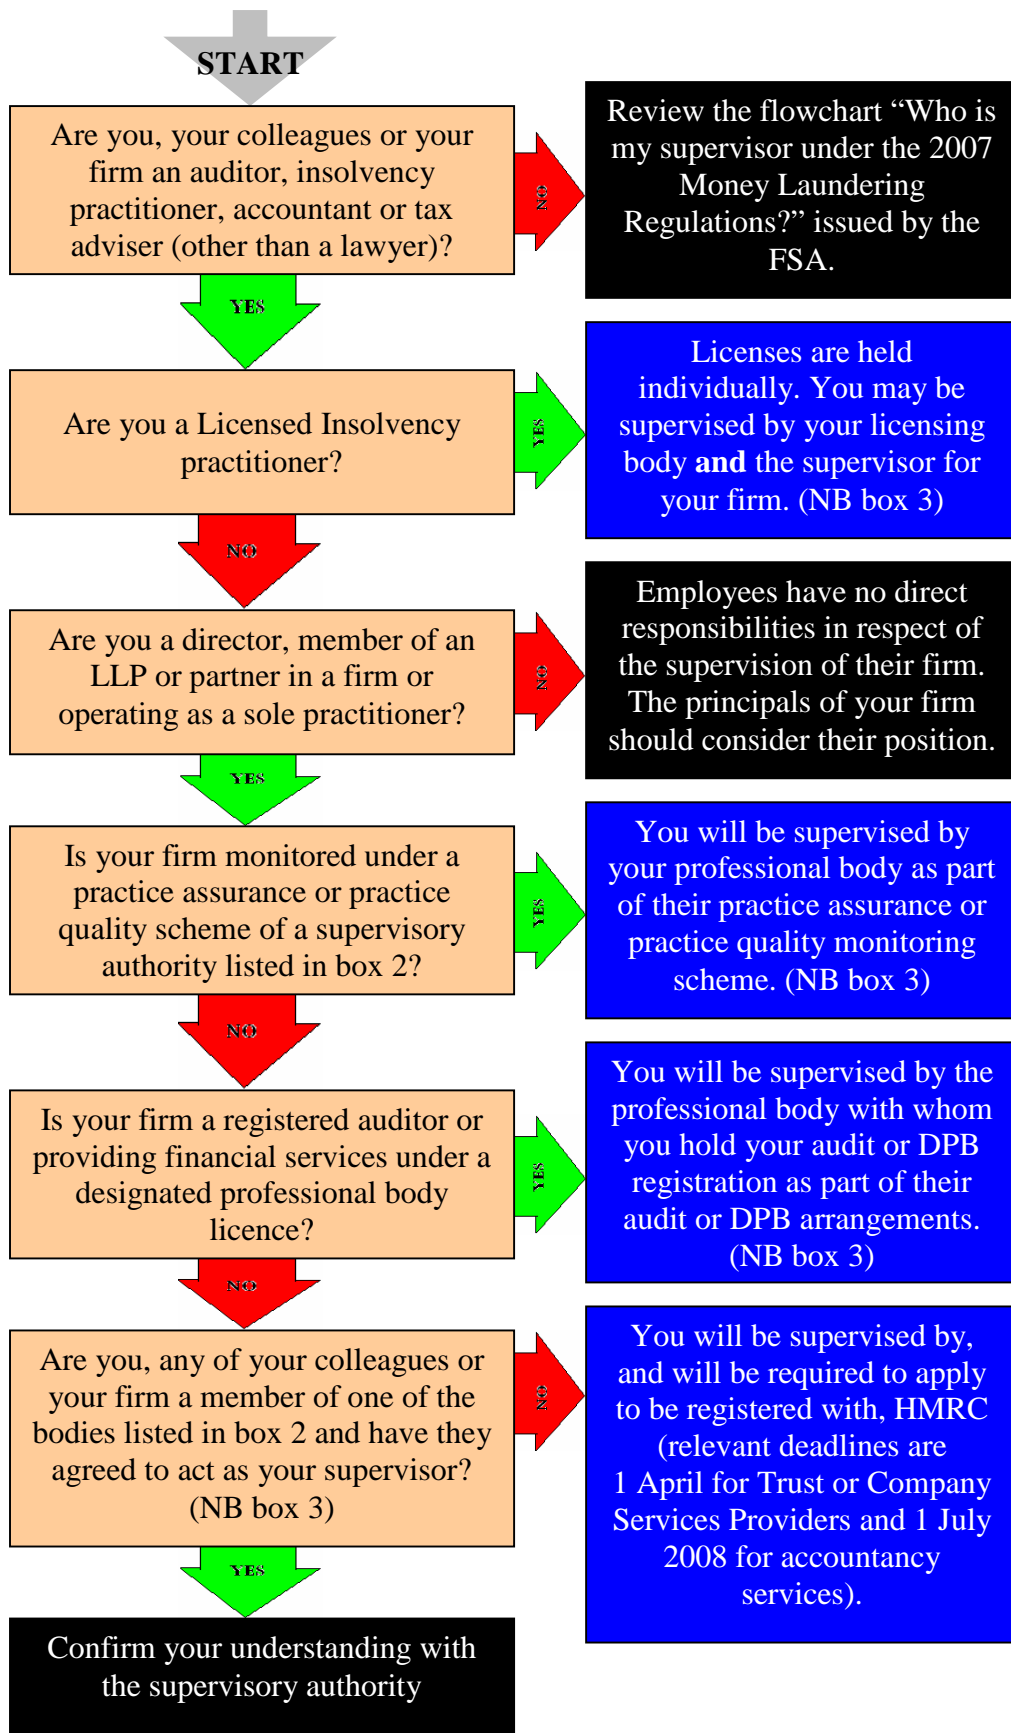 START
Are you, your colleagues or your
firm an auditor, insolvency
practitioner, accountant or tax
adviser (other than a lawyer)?
NO
Review the flowchart “Who is
my supervisor under the 2007
Money Laundering
Regulations?” issued by the
FSA.
YES
Are you a Licensed Insolvency
practitioner?
YES
Licenses are held
individually. You may be
supervised by your licensing
body and the supervisor for
your firm. (NB box 3)
NO
Are you a director, member of an
LLP or partner in a firm or
operating as a sole practitioner?
NO
Employees have no direct
responsibilities in respect of
the supervision of their firm.
The principals of your firm
should consider their position.
YES
Is your firm monitored under a
practice assurance or practice
quality scheme of a supervisory
authority listed in box 2?
YES
You will be supervised by
your professional body as part
of their practice assurance or
practice quality monitoring
scheme. (NB box 3)
NO
Is your firm a registered auditor or
providing financial services under a
designated professional body
licence?
YES
You will be supervised by the
professional body with whom
you hold your audit or DPB
registration as part of their
audit or DPB arrangements.
(NB box 3)
NO
Are you, any of your colleagues or
your firm a member of one of the
bodies listed in box 2 and have they
agreed to act as your supervisor?
(NB box 3)
NO
You will be supervised by,
and will be required to apply
to be registered with, HMRC
(relevant deadlines are
1 April for Trust or Company
Services Providers and 1 July
2008 for accountancy
services).
YES
Confirm your understanding with
the supervisory authority